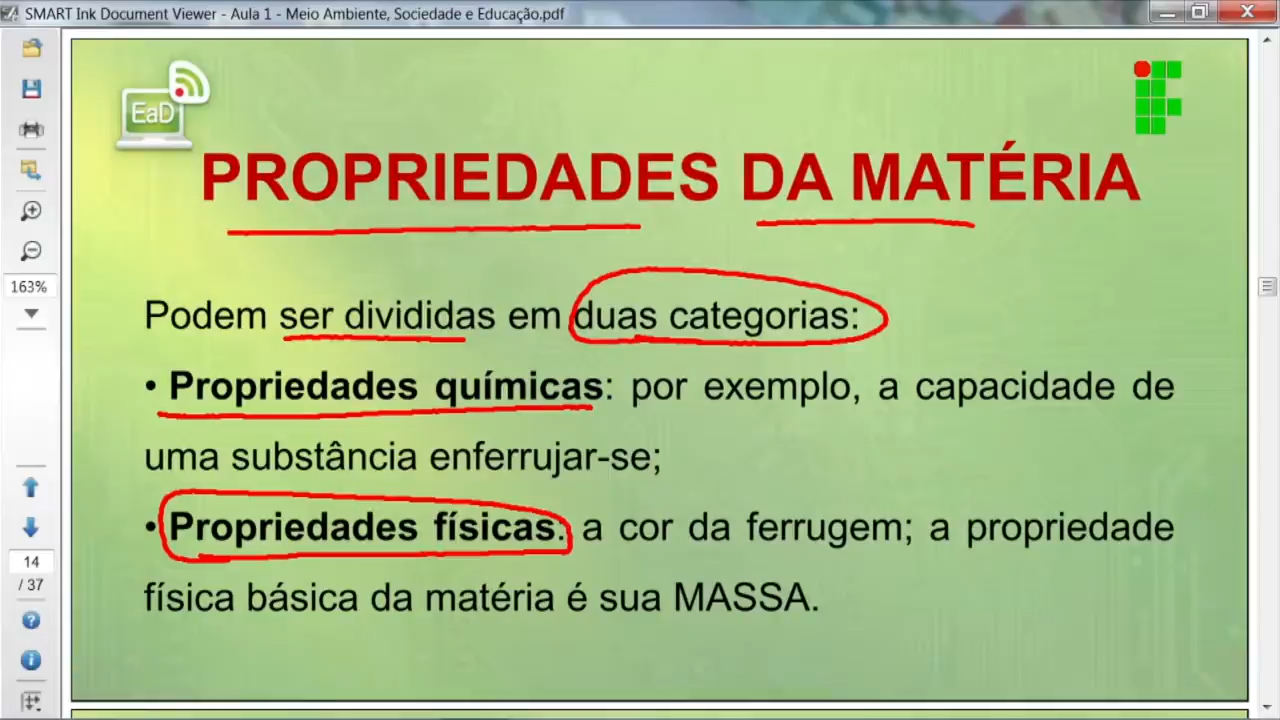 SMART Ink Document Viewer - Aula 1 - Meio Ambiente, Sociedade e Educação.pdf
EaD
PROPRIEDADES DA MATÉRIA
Podem ser divididas em duas categorias:
• Propriedades químicas: por exemplo, a capacidade de
uma substância enferrujar-se;
• Propriedades físicas: a cor da ferrugem; a propriedade
física básica da matéria é sua MASSA.
163%
14
/ 37